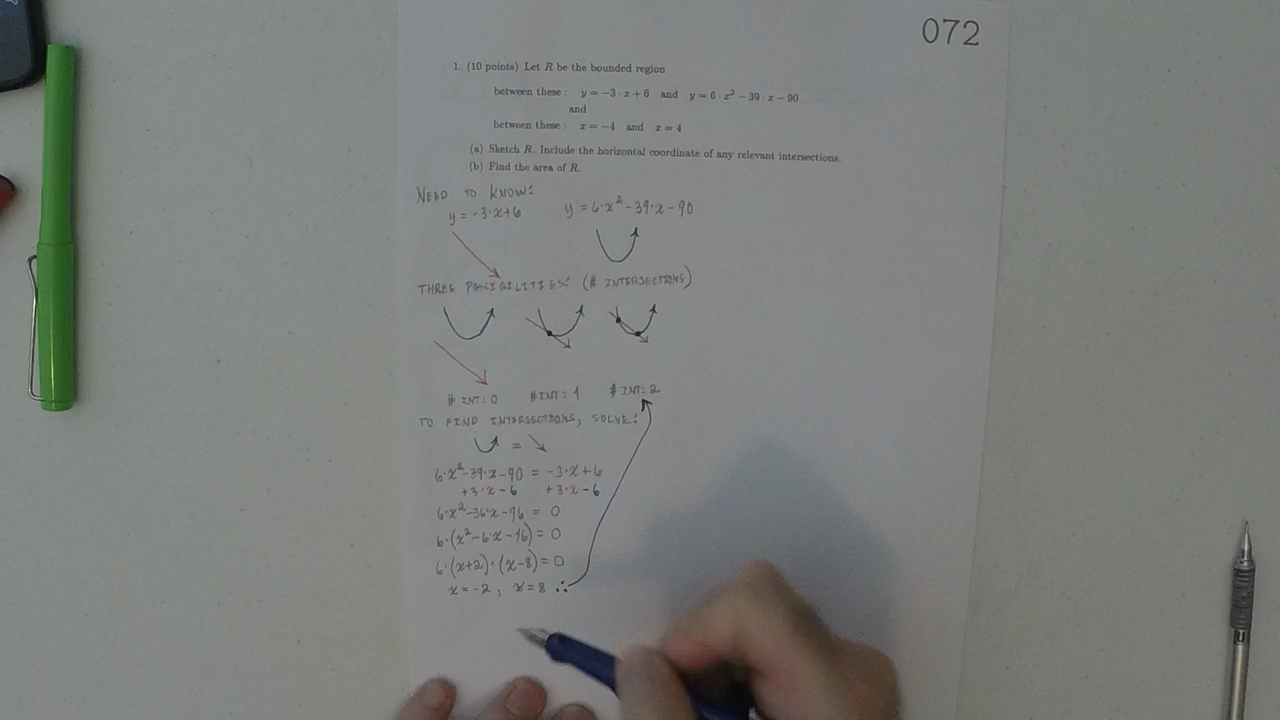 072
1. (10 points) Let R be the bounded region
between these : y = −3 · x + 6 and y = 6 · x² − 39 · x − 90
and
between these : x = −4 and x = 4
(a) Sketch R. Include the horizontal coordinate of any relevant intersections.
(b) Find the area of R.
NEED TO KNOW:
y = -3·x+6 y = 6·x²-39·x-90
THREE POSSIBILITIES: (# INTERSECTIONS)
# INT: 0 # INT: 1 # INT: 2
TO FIND INTERSECTIONS, SOLVE:
=
6·x²-39·x-90 = -3·x+6
+3·x-6 +3·x-6
6·x²-36·x-96 = 0
6·(x²-6·x-16) = 0
6·(x+2)·(x-8) = 0
x=-2, x=8 ∴